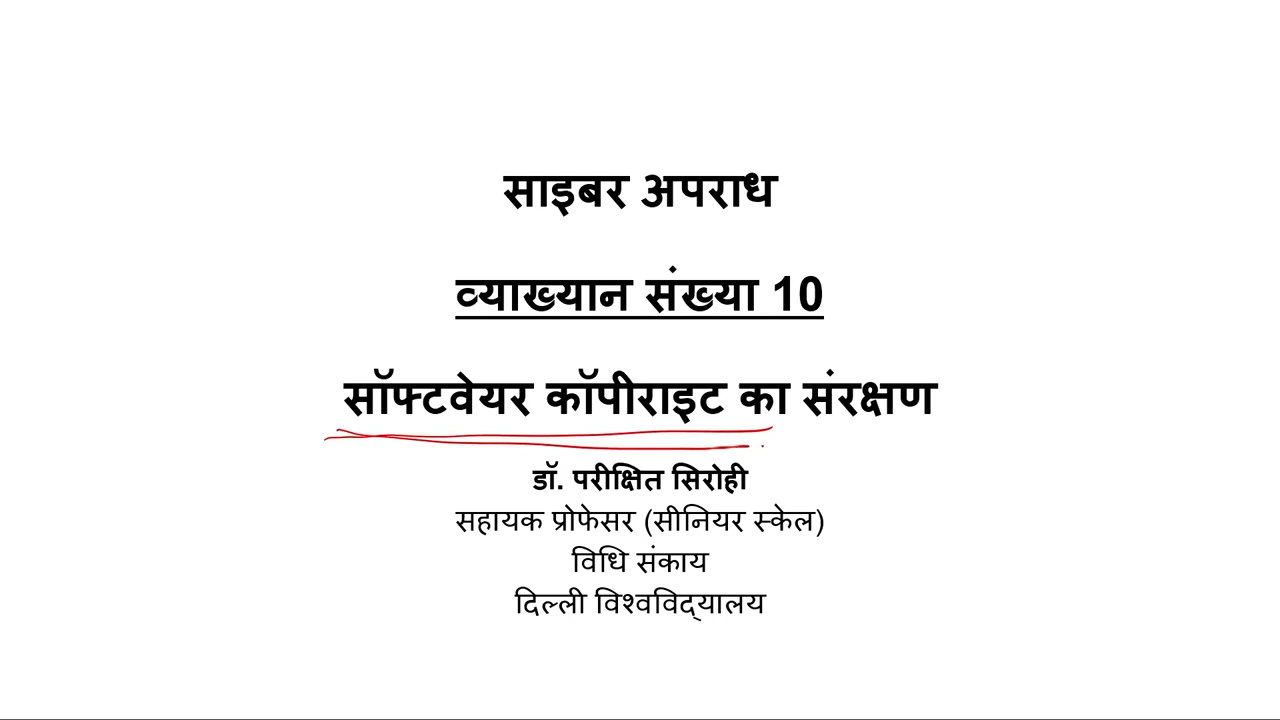 साइबर अपराध
व्याख्यान संख्या 10
सॉफ्टवेयर कॉपीराइट का संरक्षण
डॉ. परीक्षित सिरोही
सहायक प्रोफेसर (सीनियर स्केल)
विधि संकाय
दिल्ली विश्वविद्यालय